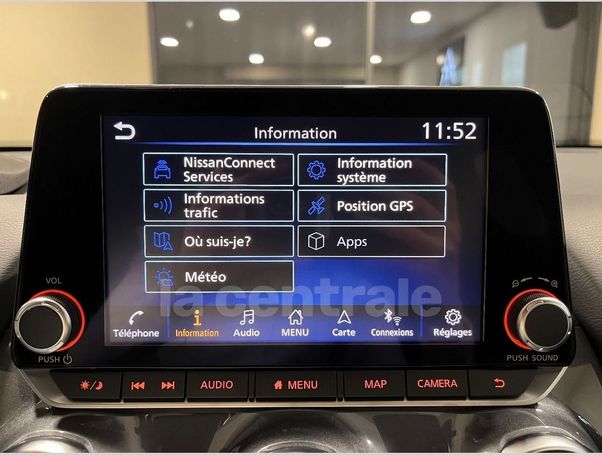 Information
11:52
NissanConnect
Services
Information
système
Informations
trafic
Position GPS
Où suis-je?
Apps
Météo
la centrale
Téléphone
Information
Audio
MENU
Carte
Connexions
Réglages
VOL
PUSH
PUSH SOUND
AUDIO
MENU
MAP
CAMERA